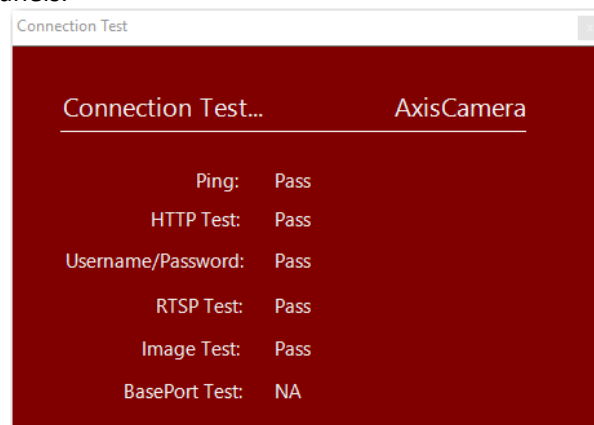 Connection Test
Connection Test... AxisCamera
Ping: Pass
HTTP Test: Pass
Username/Password: Pass
RTSP Test: Pass
Image Test: Pass
BasePort Test: NA